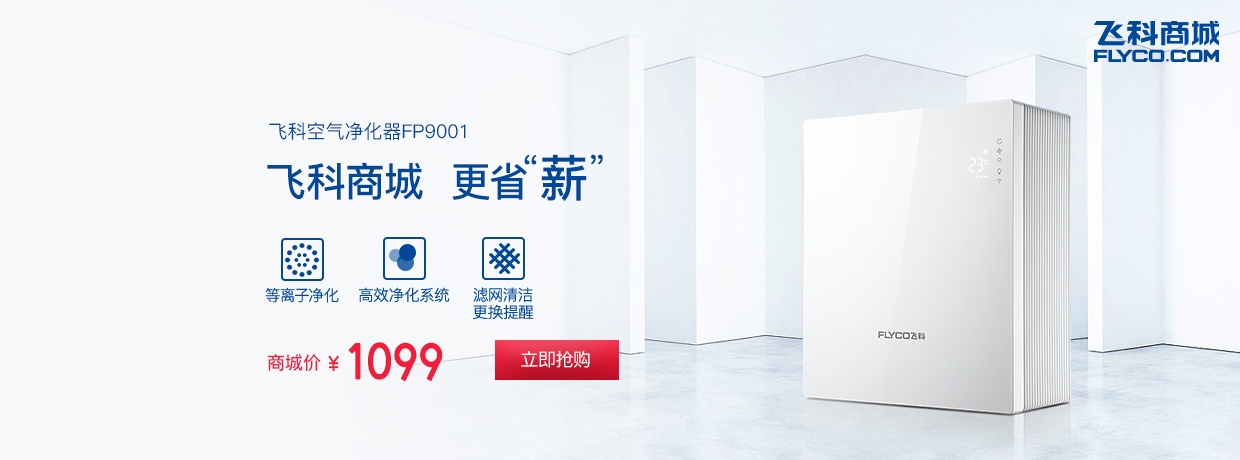 飞科商城
FLYCO.COM
飞科空气净化器FP9001
飞科商城 更省“薪”
等离子净化
高效净化系统
滤网清洁
更换提醒
商城价 ¥ 1099
立即抢购
23
FLYCO飞科